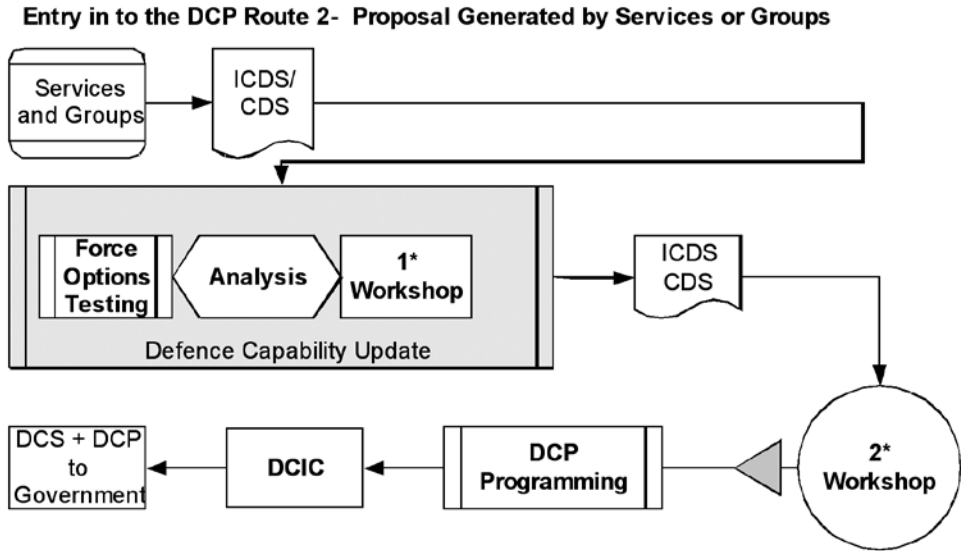 Entry in to the DCP Route 2- Proposal Generated by Services or Groups
Services
and Groups
ICDS/
CDS
Force
Options
Testing
Analysis
1*
Workshop
Defence Capability Update
ICDS
CDS
2*
Workshop
DCP
Programming
DCIC
DCS + DCP
to
Government